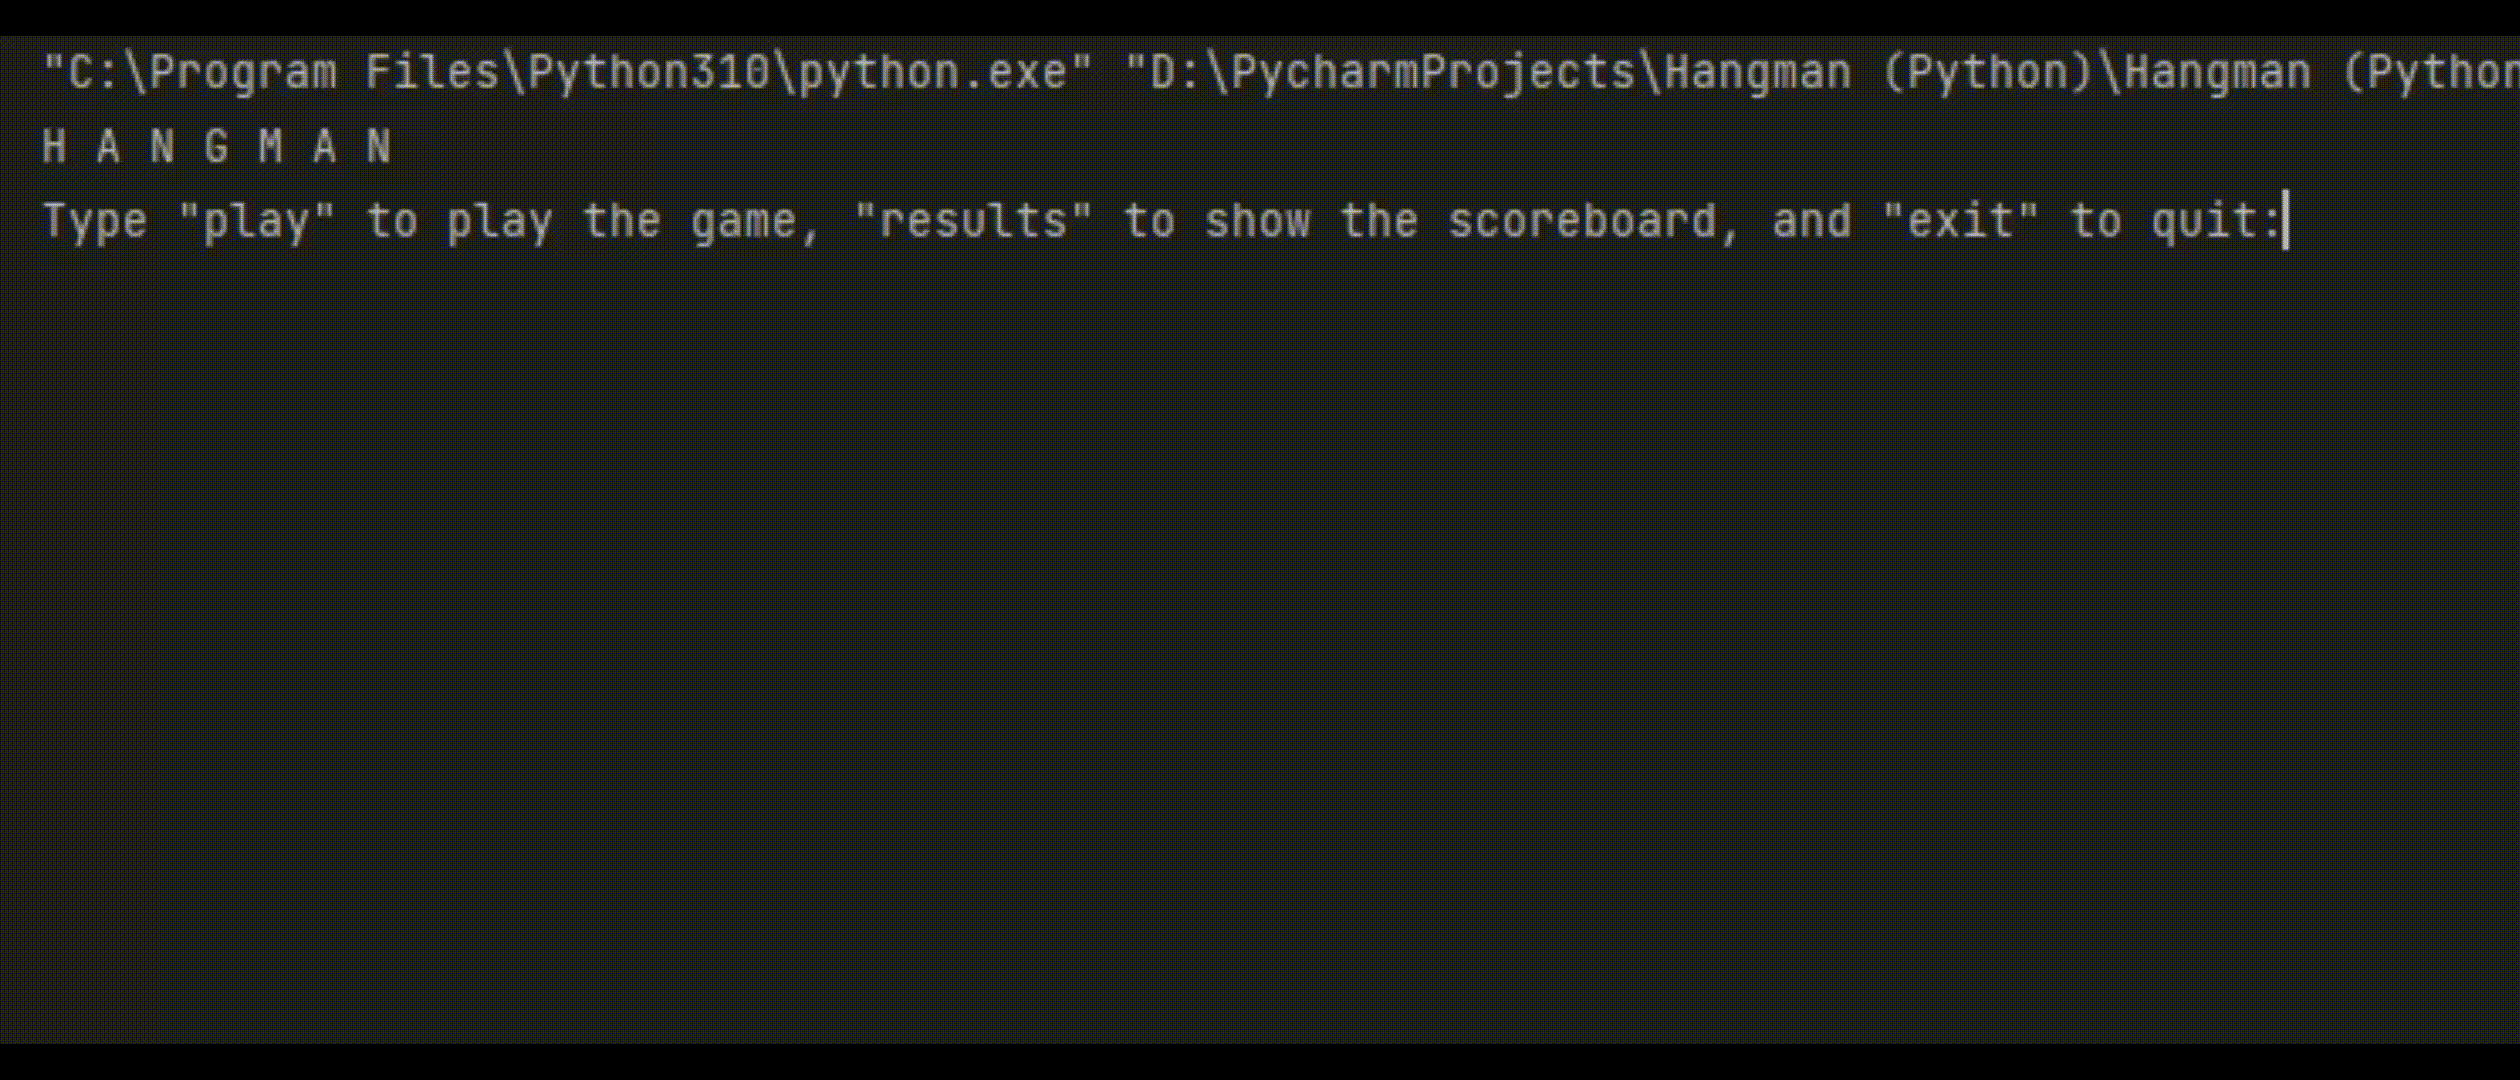 "C:\Program Files\Python310\python.exe" "D:\PycharmProjects\Hangman (Python)\Hangman (Python
H A N G M A N
Type "play" to play the game, "results" to show the scoreboard, and "exit" to quit: